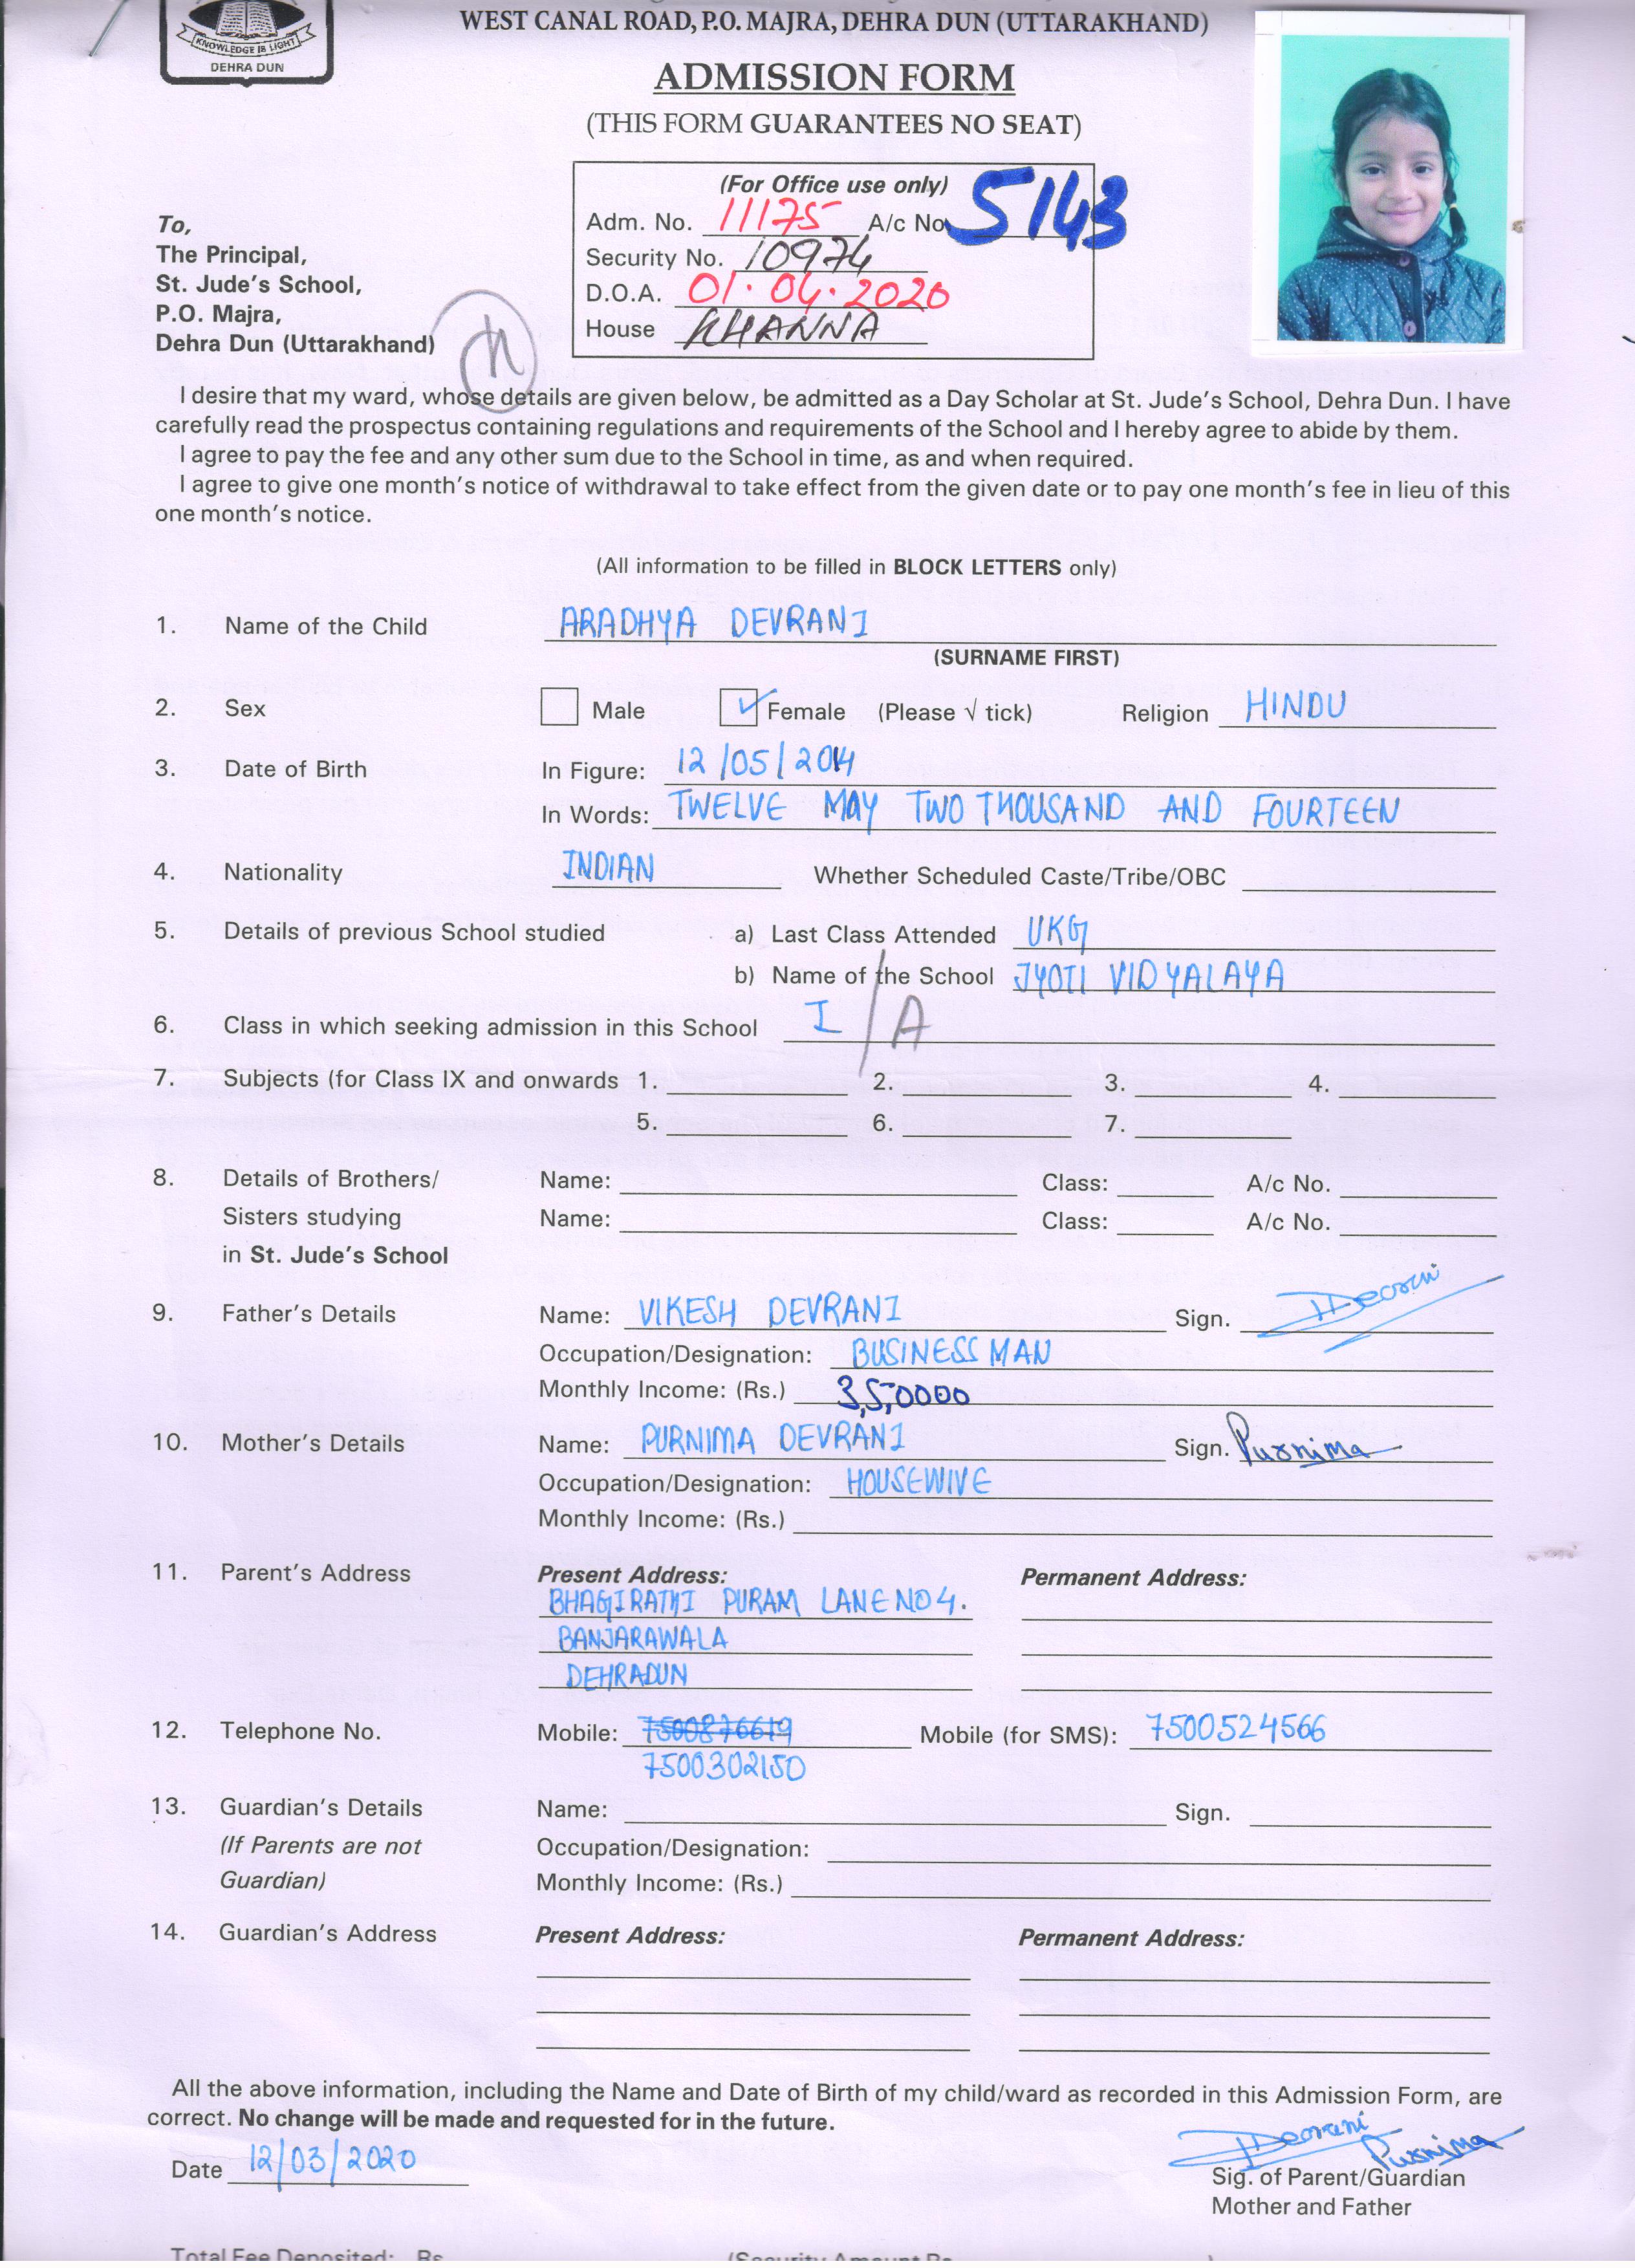 KNOWLEDGE IS LIGHT
DEHRA DUN
WEST CANAL ROAD, P.O. MAJRA, DEHRA DUN (UTTARAKHAND)
ADMISSION FORM
(THIS FORM GUARANTEES NO SEAT)
(For Office use only)
Adm. No. 11175 A/c No. 5143
Security No. 10974
D.O.A. 01.04.2020
House KHANNA
To,
The Principal,
St. Jude's School,
P.O. Majra,
Dehra Dun (Uttarakhand)
I desire that my ward, whose details are given below, be admitted as a Day Scholar at St. Jude's School, Dehra Dun. I have
carefully read the prospectus containing regulations and requirements of the School and I hereby agree to abide by them.
I agree to pay the fee and any other sum due to the School in time, as and when required.
I agree to give one month's notice of withdrawal to take effect from the given date or to pay one month's fee in lieu of this
one month's notice.
(All information to be filled in BLOCK LETTERS only)
1. Name of the Child ARADHYA DEVRANI
(SURNAME FIRST)
2. Sex Male ✓ Female (Please √ tick) Religion HINDU
3. Date of Birth In Figure: 12/05/2014
In Words: TWELVE MAY TWO THOUSAND AND FOURTEEN
4. Nationality INDIAN Whether Scheduled Caste/Tribe/OBC
5. Details of previous School studied a) Last Class Attended UKG
b) Name of the School JYOTI VIDYALAYA
6. Class in which seeking admission in this School I/A
7. Subjects (for Class IX and onwards 1. 2. 3. 4.
5. 6. 7.
8. Details of Brothers/ Name: Class: A/c No.
Sisters studying Name: Class: A/c No.
in St. Jude's School
9. Father's Details Name: VIKESH DEVRANI Sign.
Occupation/Designation: BUSINESS MAN
Monthly Income: (Rs.) 3,5,0000
10. Mother's Details Name: PURNIMA DEVRANI Sign. Purnima
Occupation/Designation: HOUSEWIVE
Monthly Income: (Rs.)
11. Parent's Address Present Address: Permanent Address:
BHAGIRATHI PURAM LANE NO 4.
BANJARAWALA
DEHRADUN
12. Telephone No. Mobile: 7500876619 Mobile (for SMS): 7500524566
7500302150
13. Guardian's Details Name: Sign.
(If Parents are not Occupation/Designation:
Guardian) Monthly Income: (Rs.)
14. Guardian's Address Present Address: Permanent Address:
All the above information, including the Name and Date of Birth of my child/ward as recorded in this Admission Form, are
correct. No change will be made and requested for in the future.
Purnima
Date 12/03/2020
Sig. of Parent/Guardian
Mother and Father
Total Fee Deposited: Rs. (Security Amount Rs. )